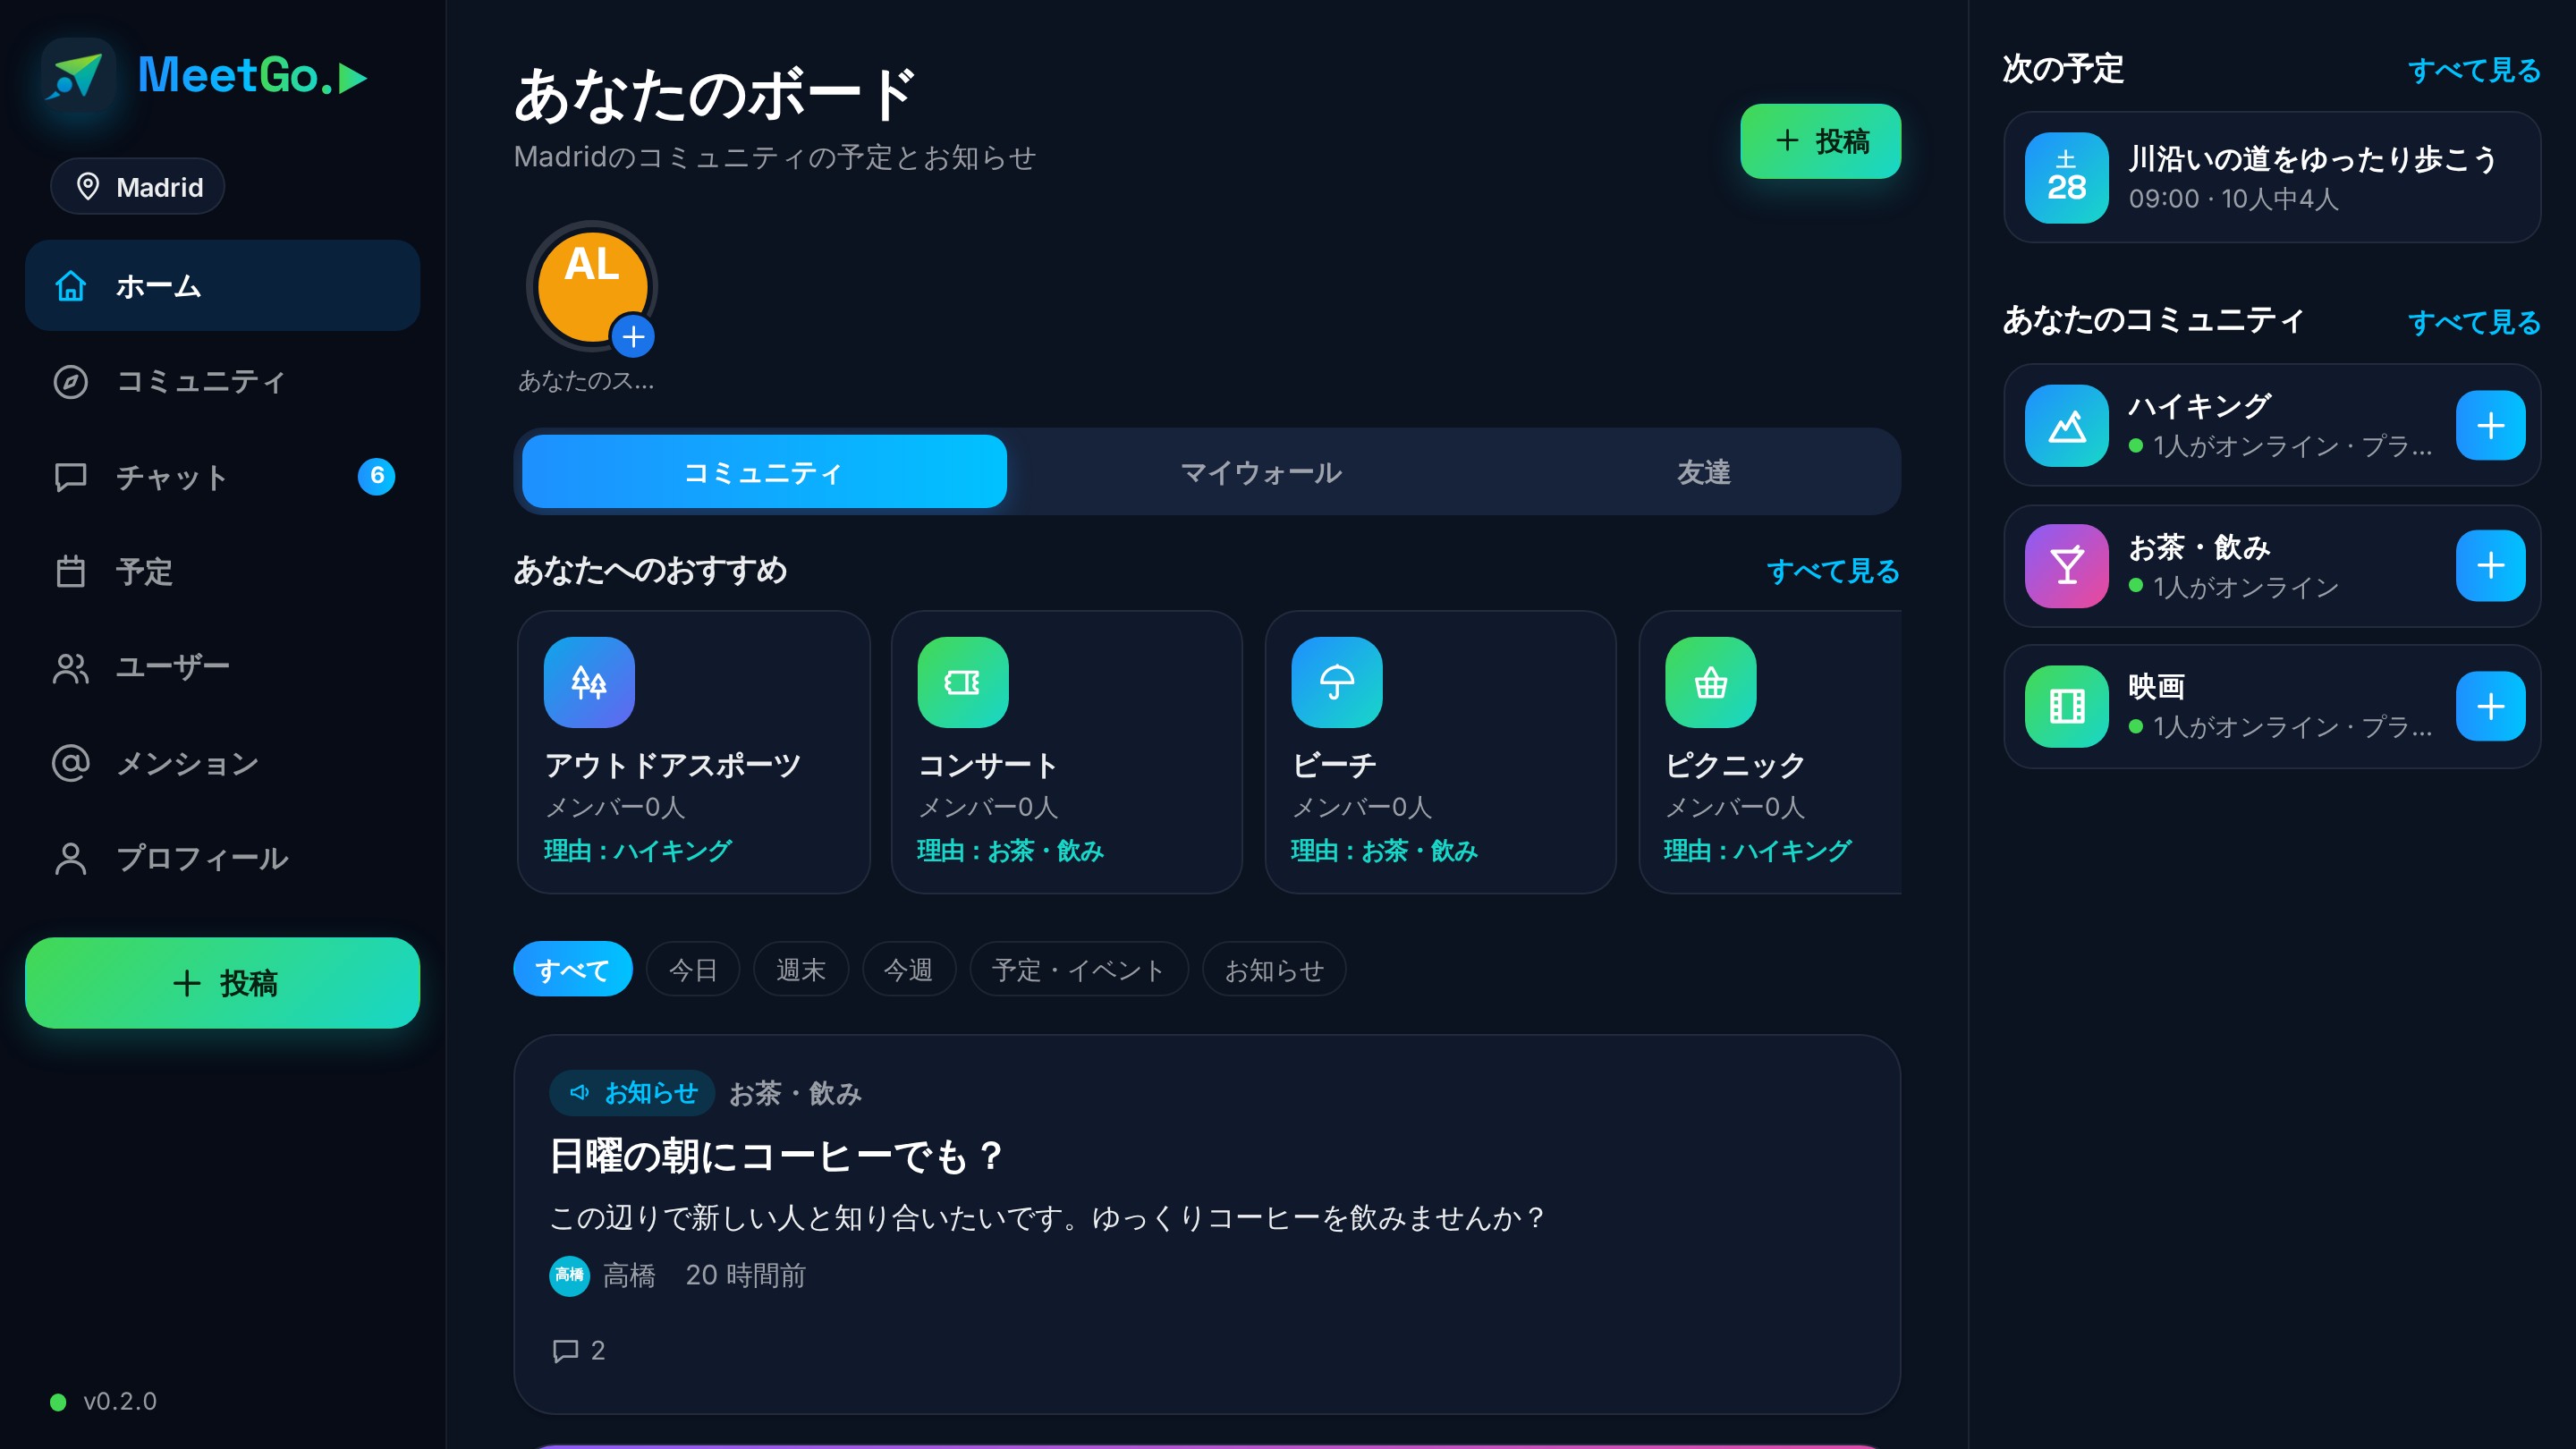 MeetGo.
Madrid
ホーム
コミュニティ
チャット
6
予定
ユーザー
メンション
プロフィール
投稿
v0.2.0
あなたのボード
Madridのコミュニティの予定とお知らせ
投稿
AL
あなたのス...
コミュニティ
マイウォール
友達
あなたへのおすすめ
すべて見る
アウトドアスポーツ
メンバー0人
理由：ハイキング
コンサート
メンバー0人
理由：お茶・飲み
ビーチ
メンバー0人
理由：お茶・飲み
ピクニック
メンバー0人
理由：ハイキング
すべて
今日
週末
今週
予定・イベント
お知らせ
お知らせ
お茶・飲み
日曜の朝にコーヒーでも？
この辺りで新しい人と知り合いたいです。ゆっくりコーヒーを飲みませんか？
高橋
高橋
20 時間前
2
次の予定
すべて見る
土
28
川沿いの道をゆったり歩こう
09:00 · 10人中4人
あなたのコミュニティ
すべて見る
ハイキング
1人がオンライン · プラ...
お茶・飲み
1人がオンライン
映画
1人がオンライン · プラ...